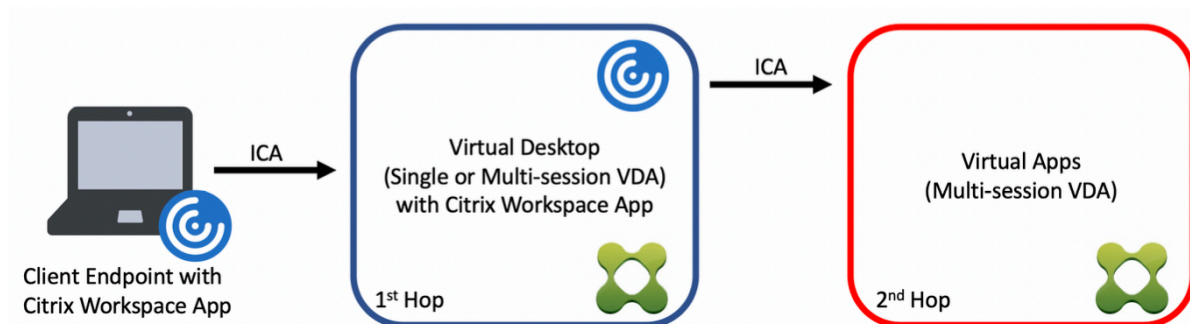 ICA
Client Endpoint with
Citrix Workspace App
Virtual Desktop
(Single or Multi-session VDA)
with Citrix Workspace App
1st Hop
ICA
Virtual Apps
(Multi-session VDA)
2nd Hop